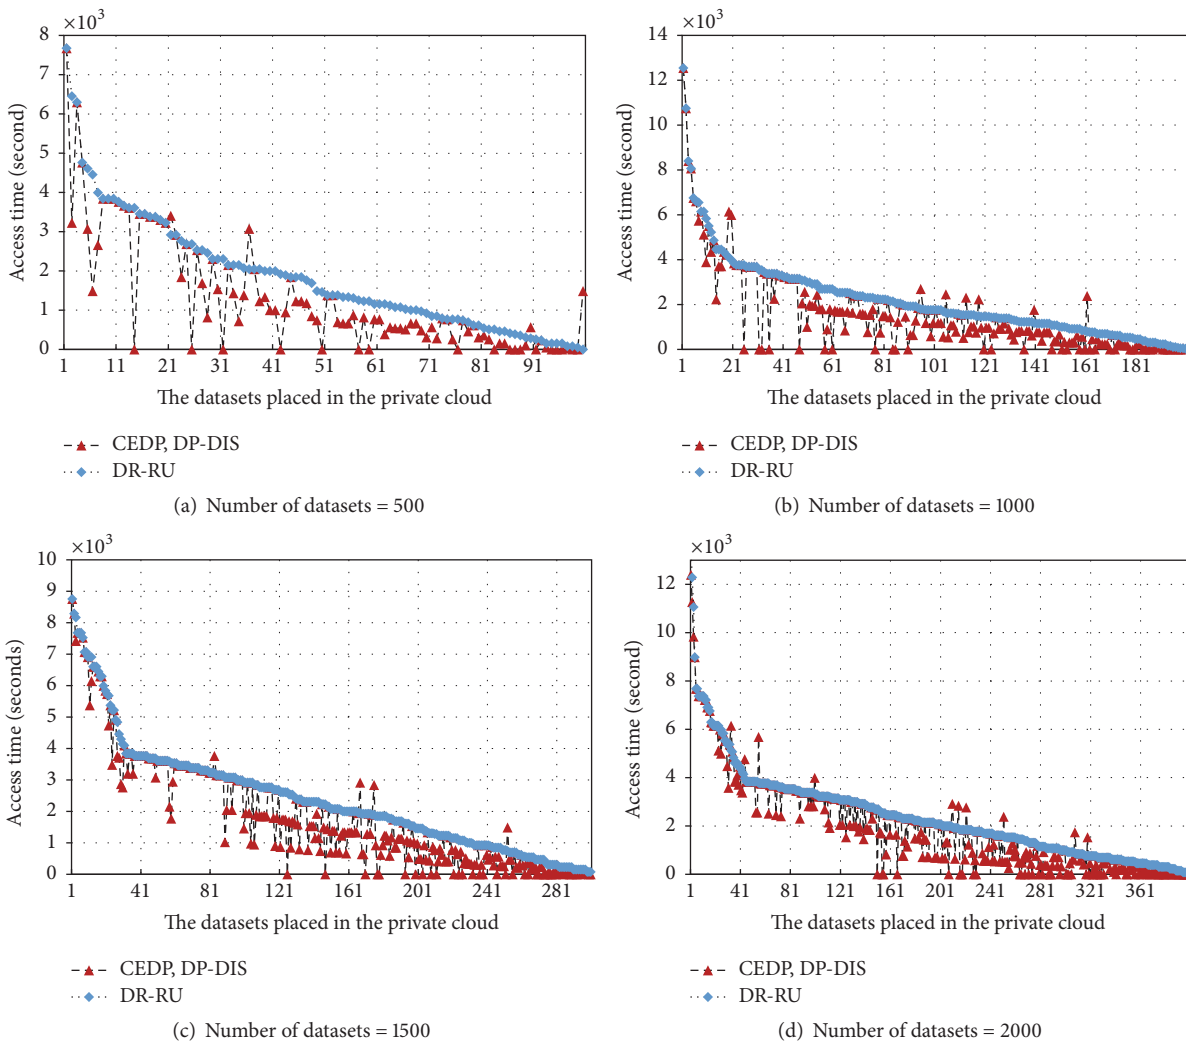 ×10³
8
7
6
5
4
3
2
1
0
Access time (second)
1 11 21 31 41 51 61 71 81 91
The datasets placed in the private cloud
CEDP, DP-DIS
DR-RU
(a) Number of datasets = 500
×10³
14
12
10
8
6
4
2
0
Access time (second)
1 21 41 61 81 101 121 141 161 181
The datasets placed in the private cloud
CEDP, DP-DIS
DR-RU
(b) Number of datasets = 1000
×10³
10
9
8
7
6
5
4
3
2
1
0
Access time (seconds)
1 41 81 121 161 201 241 281
The datasets placed in the private cloud
CEDP, DP-DIS
DR-RU
(c) Number of datasets = 1500
×10³
12
10
8
6
4
2
0
Access time (second)
1 41 81 121 161 201 241 281 321 361
The datasets placed in the private cloud
CEDP, DP-DIS
DR-RU
(d) Number of datasets = 2000